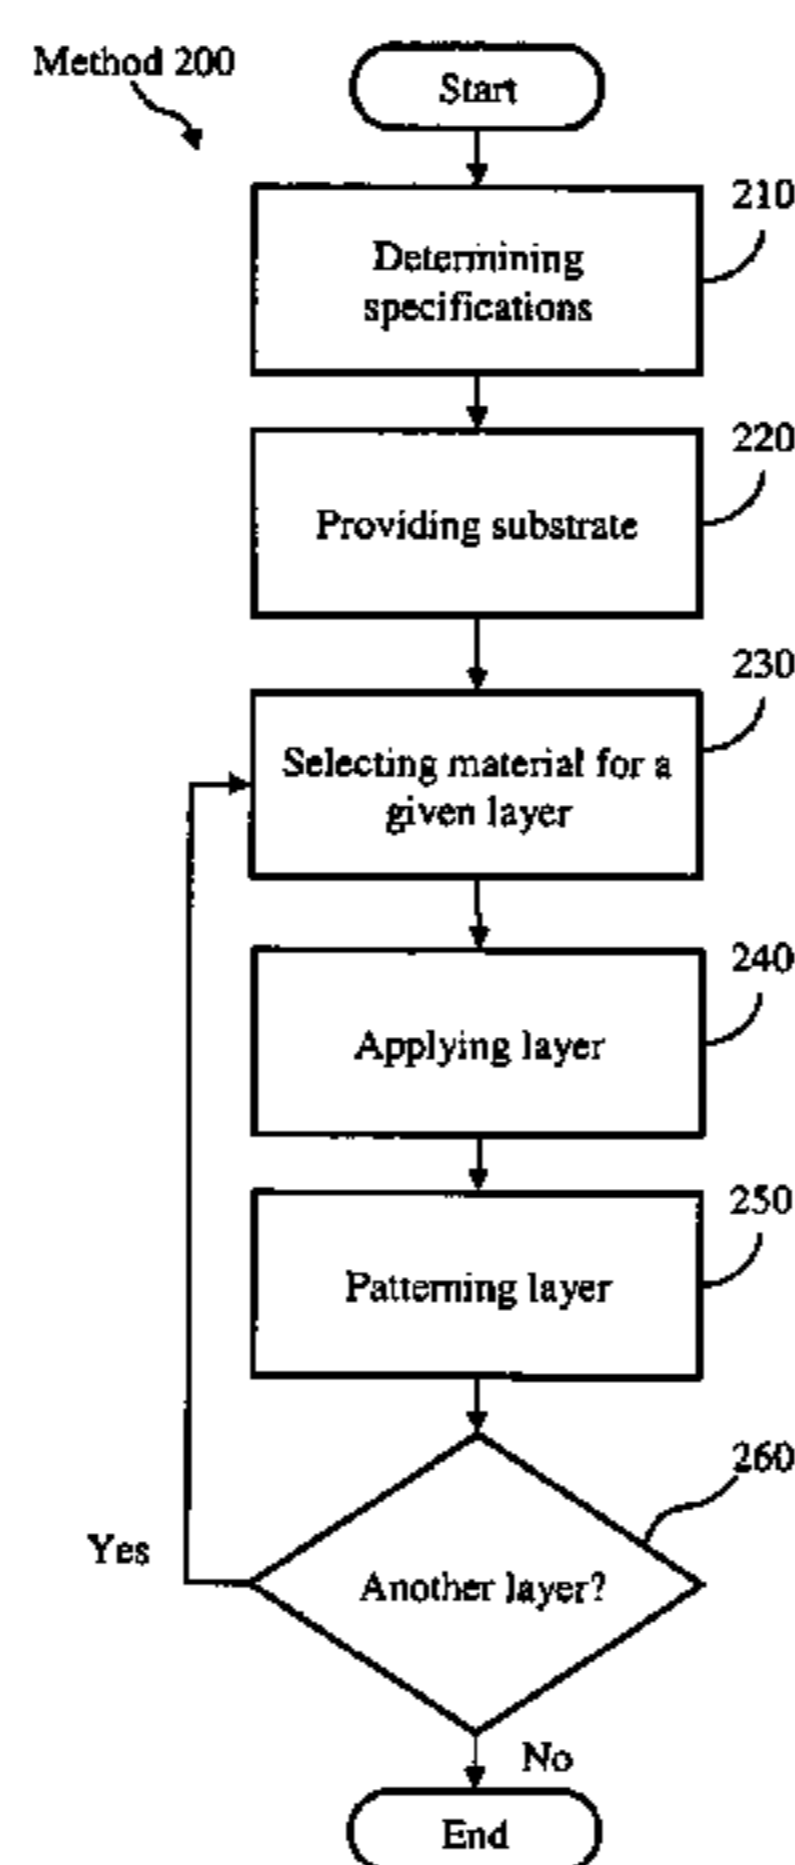 Method 200
Start
210
Determining
specifications
220
Providing substrate
230
Selecting material for a
given layer
240
Applying layer
250
Patterning layer
260
Another layer?
Yes
No
End